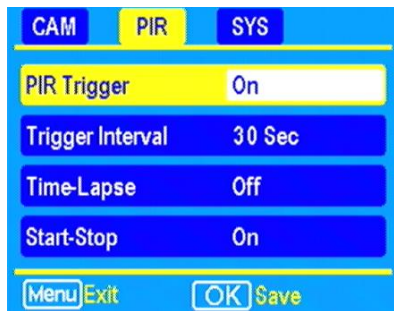 CAM PIR SYS
PIR Trigger On
Trigger Interval 30 Sec
Time-Lapse Off
Start-Stop On
Menu Exit OK Save